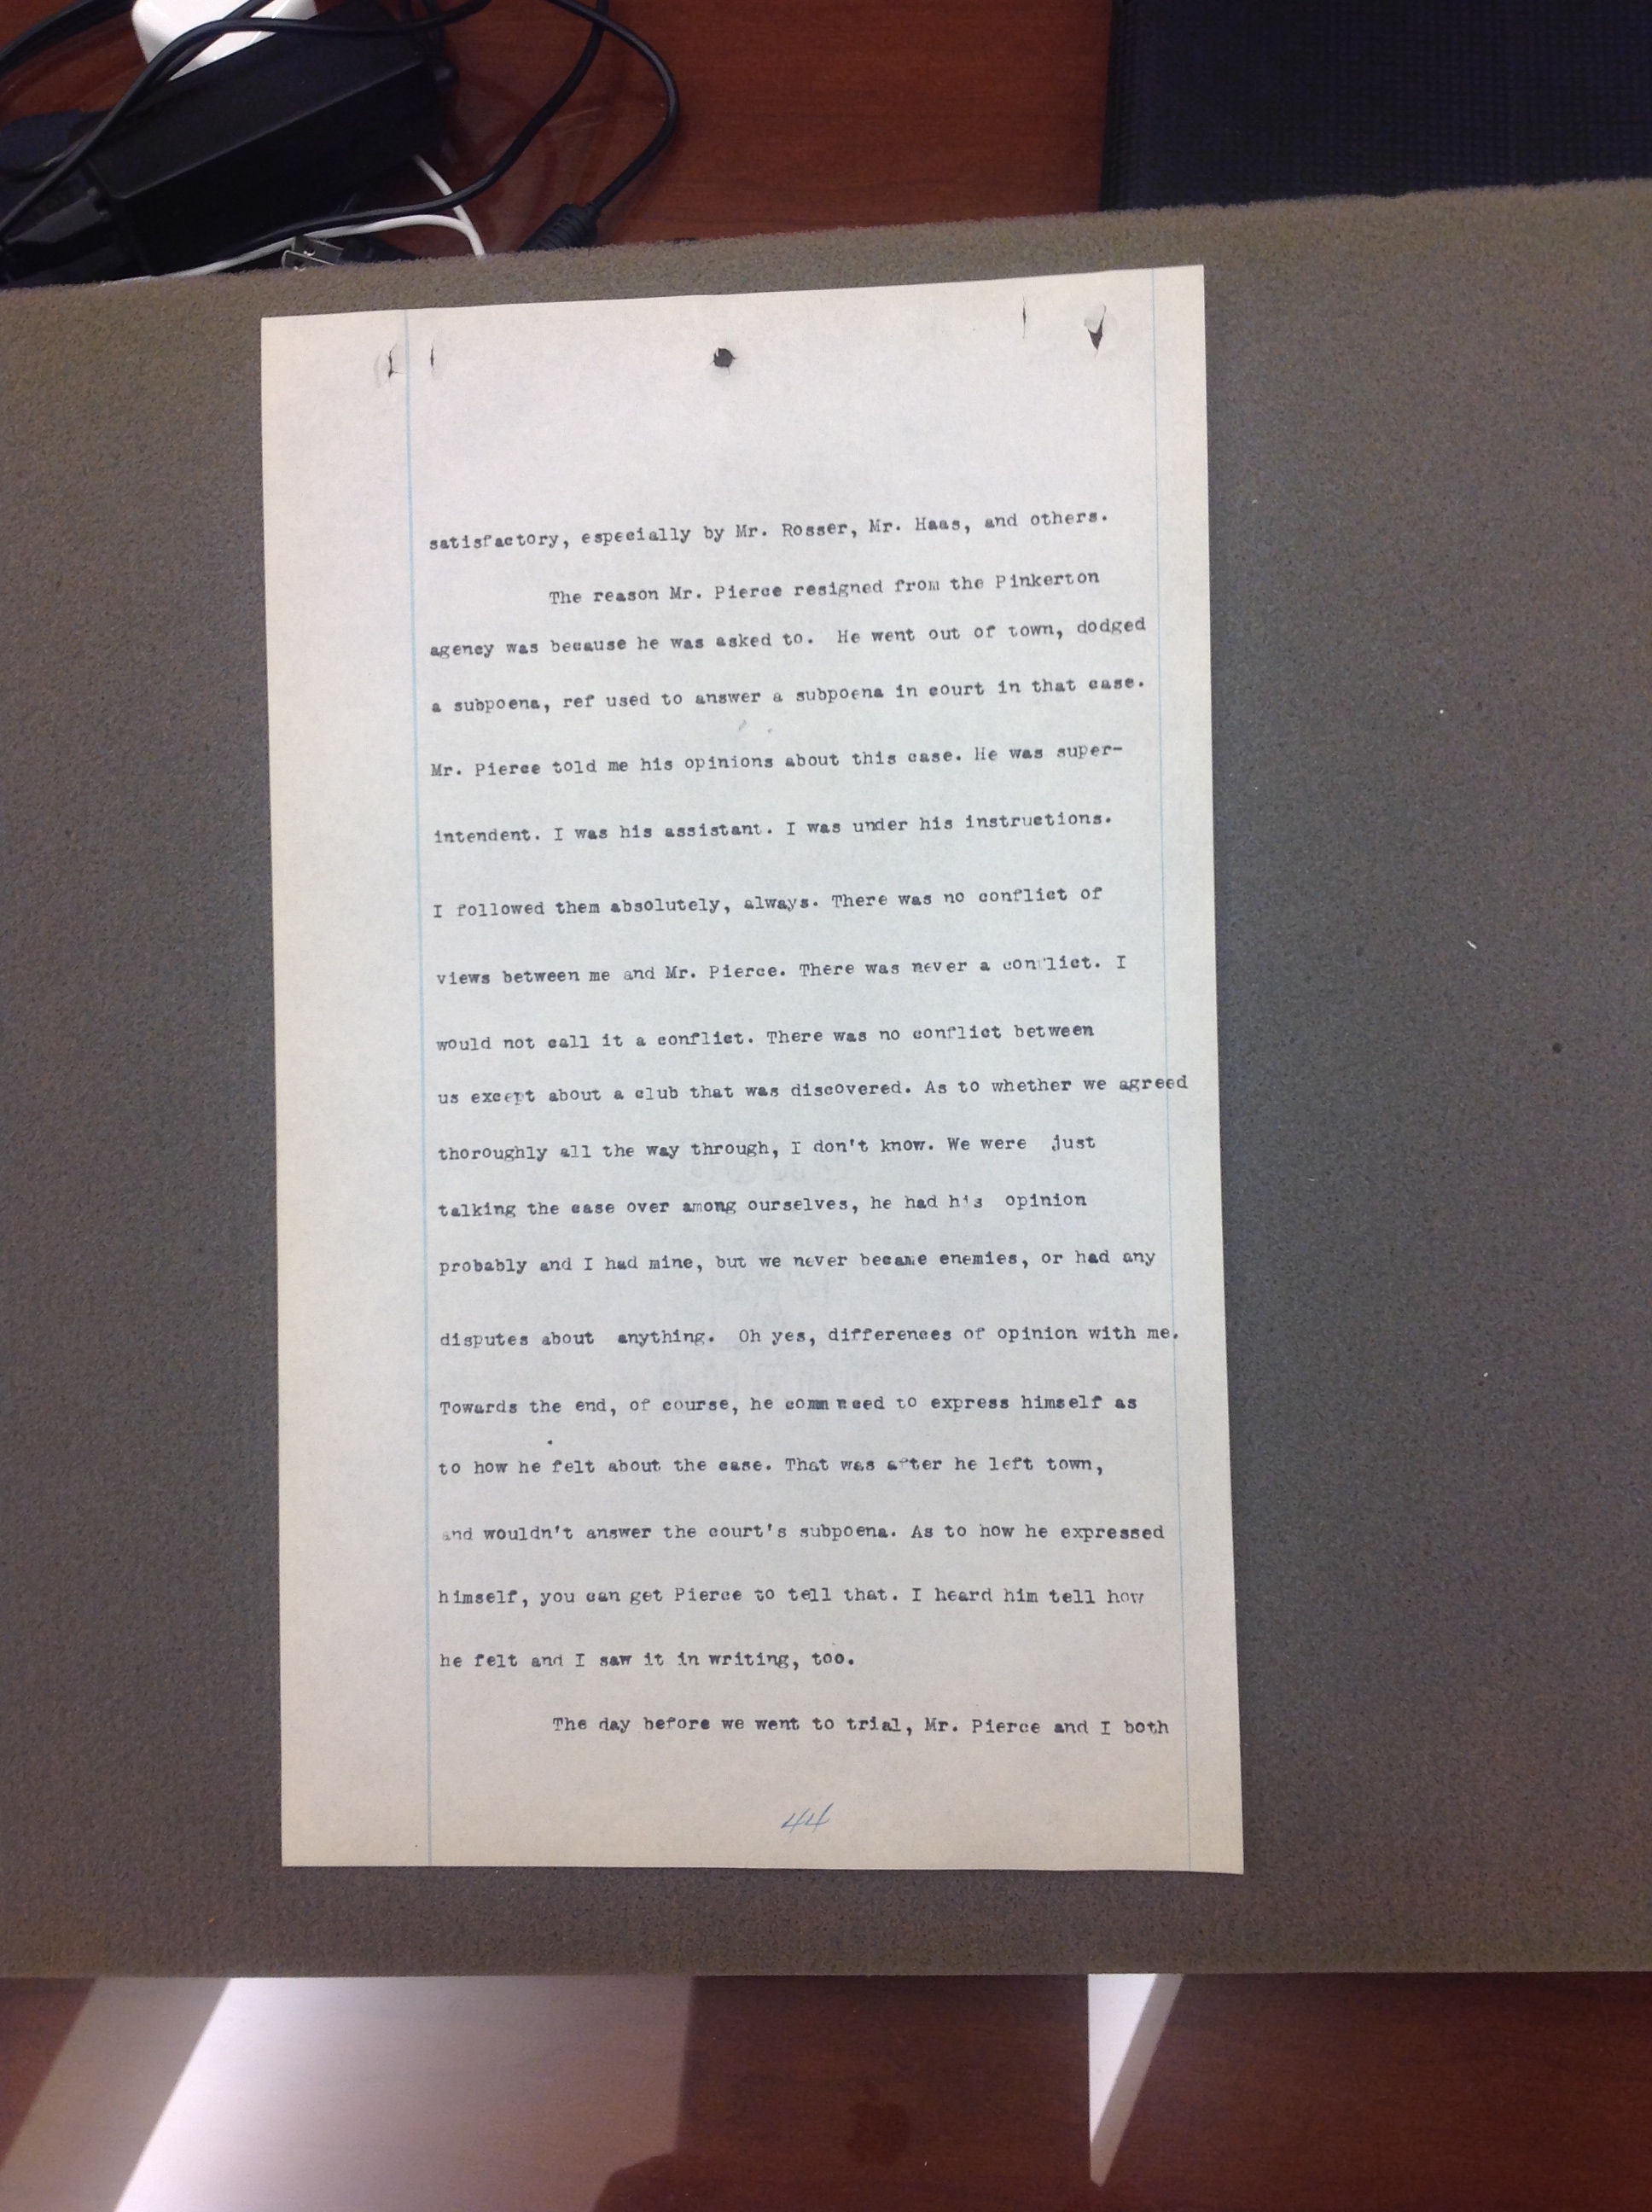 satisfactory, especially by Mr. Rosser, Mr. Haas, and others.
The reason Mr. Pierce resigned from the Pinkerton
agency was because he was asked to. He went out of town, dodged
a subpoena, ref used to answer a subpoena in court in that case.
Mr. Pierce told me his opinions about this case. He was super-
intendent. I was his assistant. I was under his instructions.
I followed them absolutely, always. There was no conflict of
views between me and Mr. Pierce. There was never a conflict. I
would not call it a conflict. There was no conflict between
us except about a club that was discovered. As to whether we agreed
thoroughly all the way through, I don't know. We were just
talking the case over among ourselves, he had his opinion
probably and I had mine, but we never became enemies, or had any
disputes about anything. Oh yes, differences of opinion with me.
Towards the end, of course, he commnced to express himself as
to how he felt about the case. That was after he left town,
and wouldn't answer the court's subpoena. As to how he expressed
himself, you can get Pierce to tell that. I heard him tell how
he felt and I saw it in writing, too.
The day before we went to trial, Mr. Pierce and I both
44